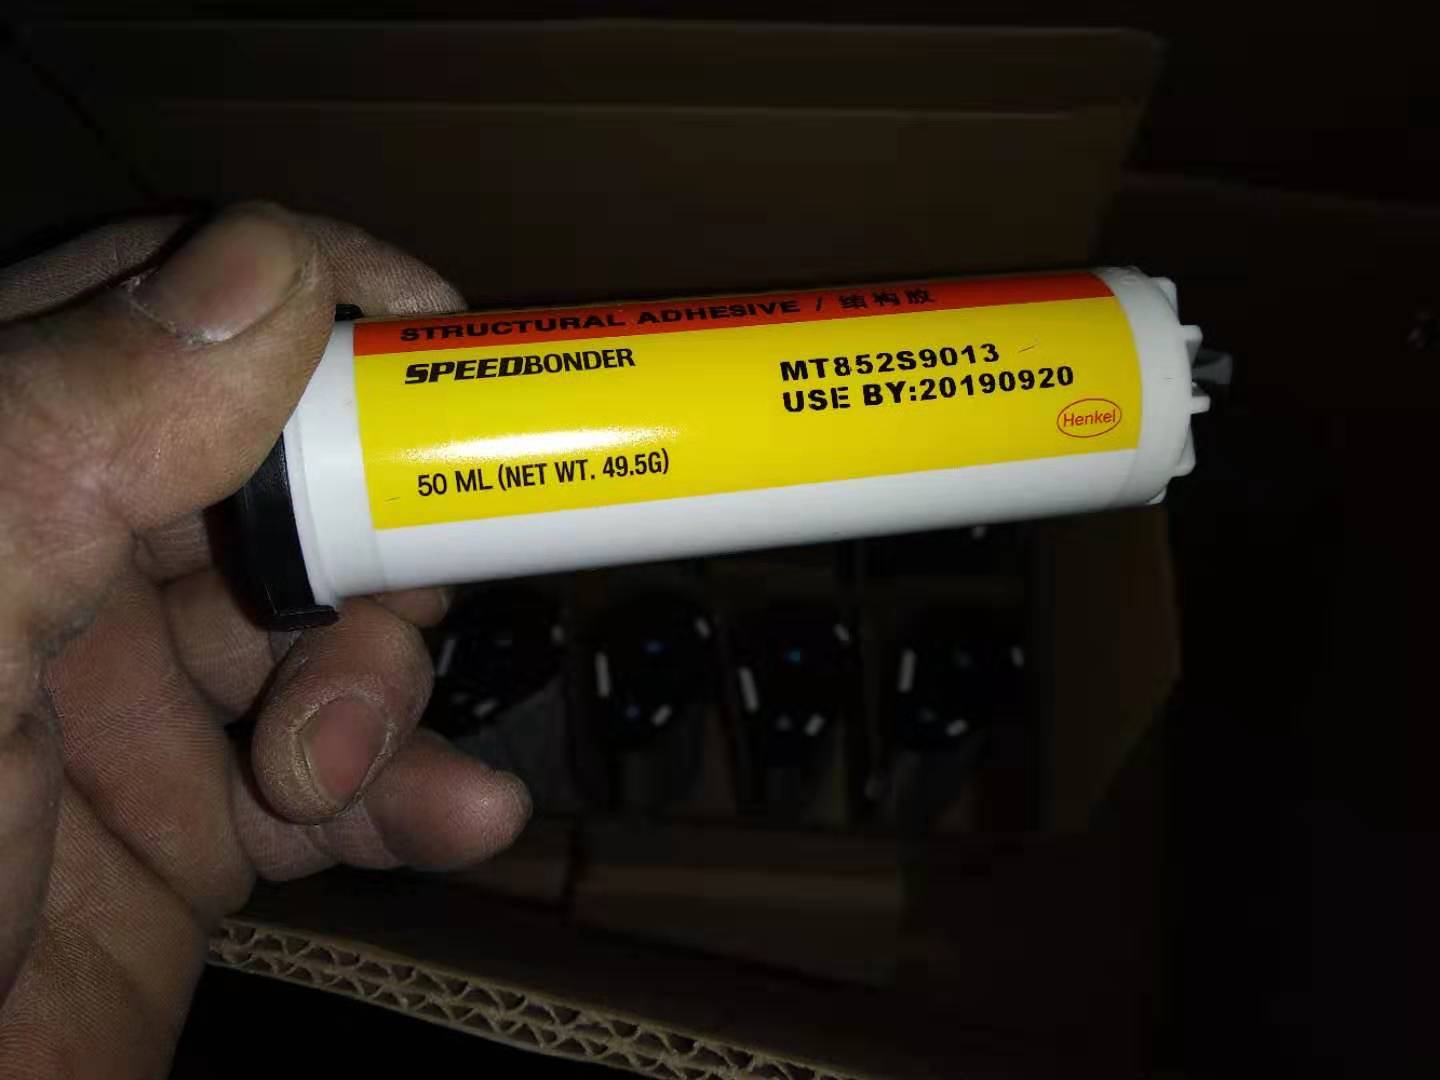 STRUCTURAL ADHESIVE / 结构胶
SPEEDBONDER
MT852S9013
USE BY:20190920
Henkel
50 ML (NET WT. 49.5G)